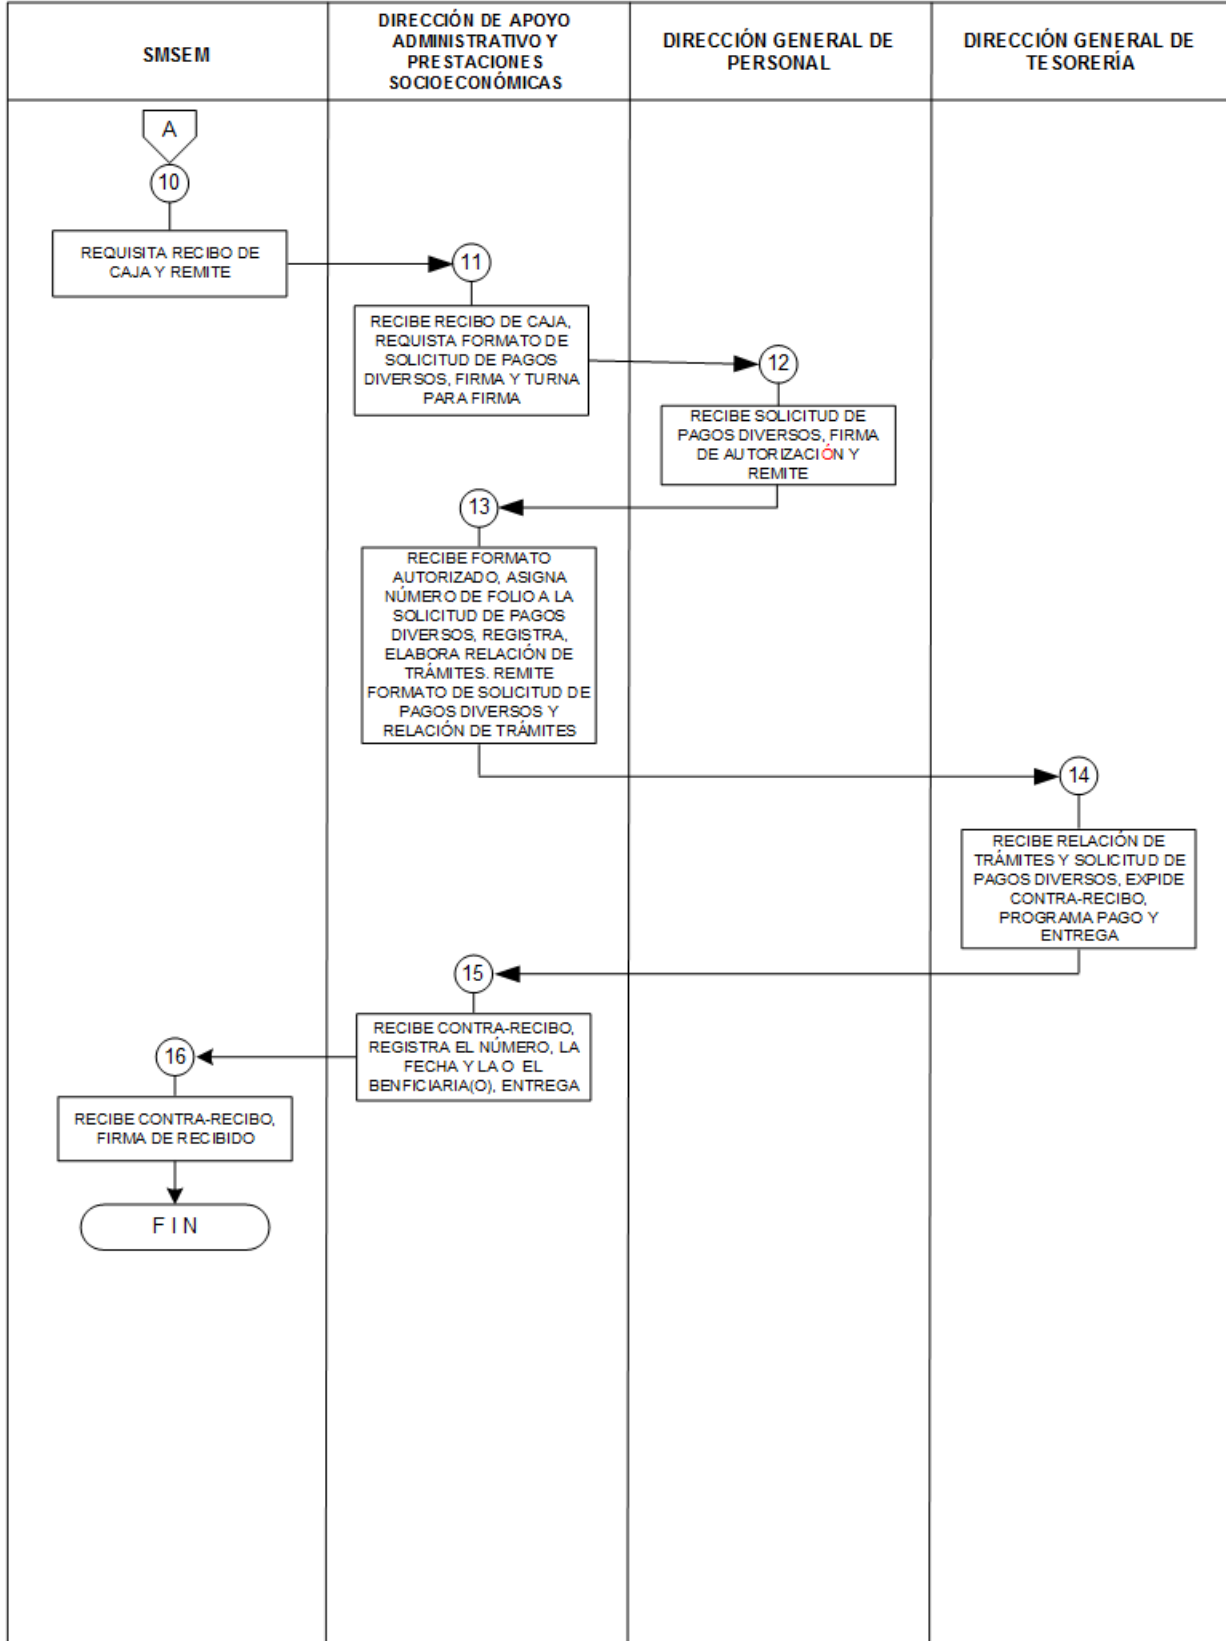 SMSEM
DIRECCIÓN DE APOYO
ADMINISTRATIVO Y
PRESTACIONES
SOCIOECONÓMICAS
DIRECCIÓN GENERAL DE
PERSONAL
DIRECCIÓN GENERAL DE
TESORERÍA
A
10
REQUISITA RECIBO DE
CAJA Y REMITE
11
RECIBE RECIBO DE CAJA,
REQUISTA FORMATO DE
SOLICITUD DE PAGOS
DIVERSOS, FIRMA Y TURNA
PARA FIRMA
12
RECIBE SOLICITUD DE
PAGOS DIVERSOS, FIRMA
DE AUTORIZACIÓN Y
REMITE
13
RECIBE FORMATO
AUTORIZADO, ASIGNA
NÚMERO DE FOLIO A LA
SOLICITUD DE PAGOS
DIVERSOS, REGISTRA,
ELABORA RELACIÓN DE
TRÁMITES. REMITE
FORMATO DE SOLICITUD DE
PAGOS DIVERSOS Y
RELACIÓN DE TRÁMITES
14
RECIBE RELACIÓN DE
TRÁMITES Y SOLICITUD DE
PAGOS DIVERSOS, EXPIDE
CONTRA-RECIBO,
PROGRAMA PAGO Y
ENTREGA
15
RECIBE CONTRA-RECIBO,
REGISTRA EL NÚMERO, LA
FECHA Y LA O EL
BENFICIARIA(O), ENTREGA
16
RECIBE CONTRA-RECIBO,
FIRMA DE RECIBIDO
F I N